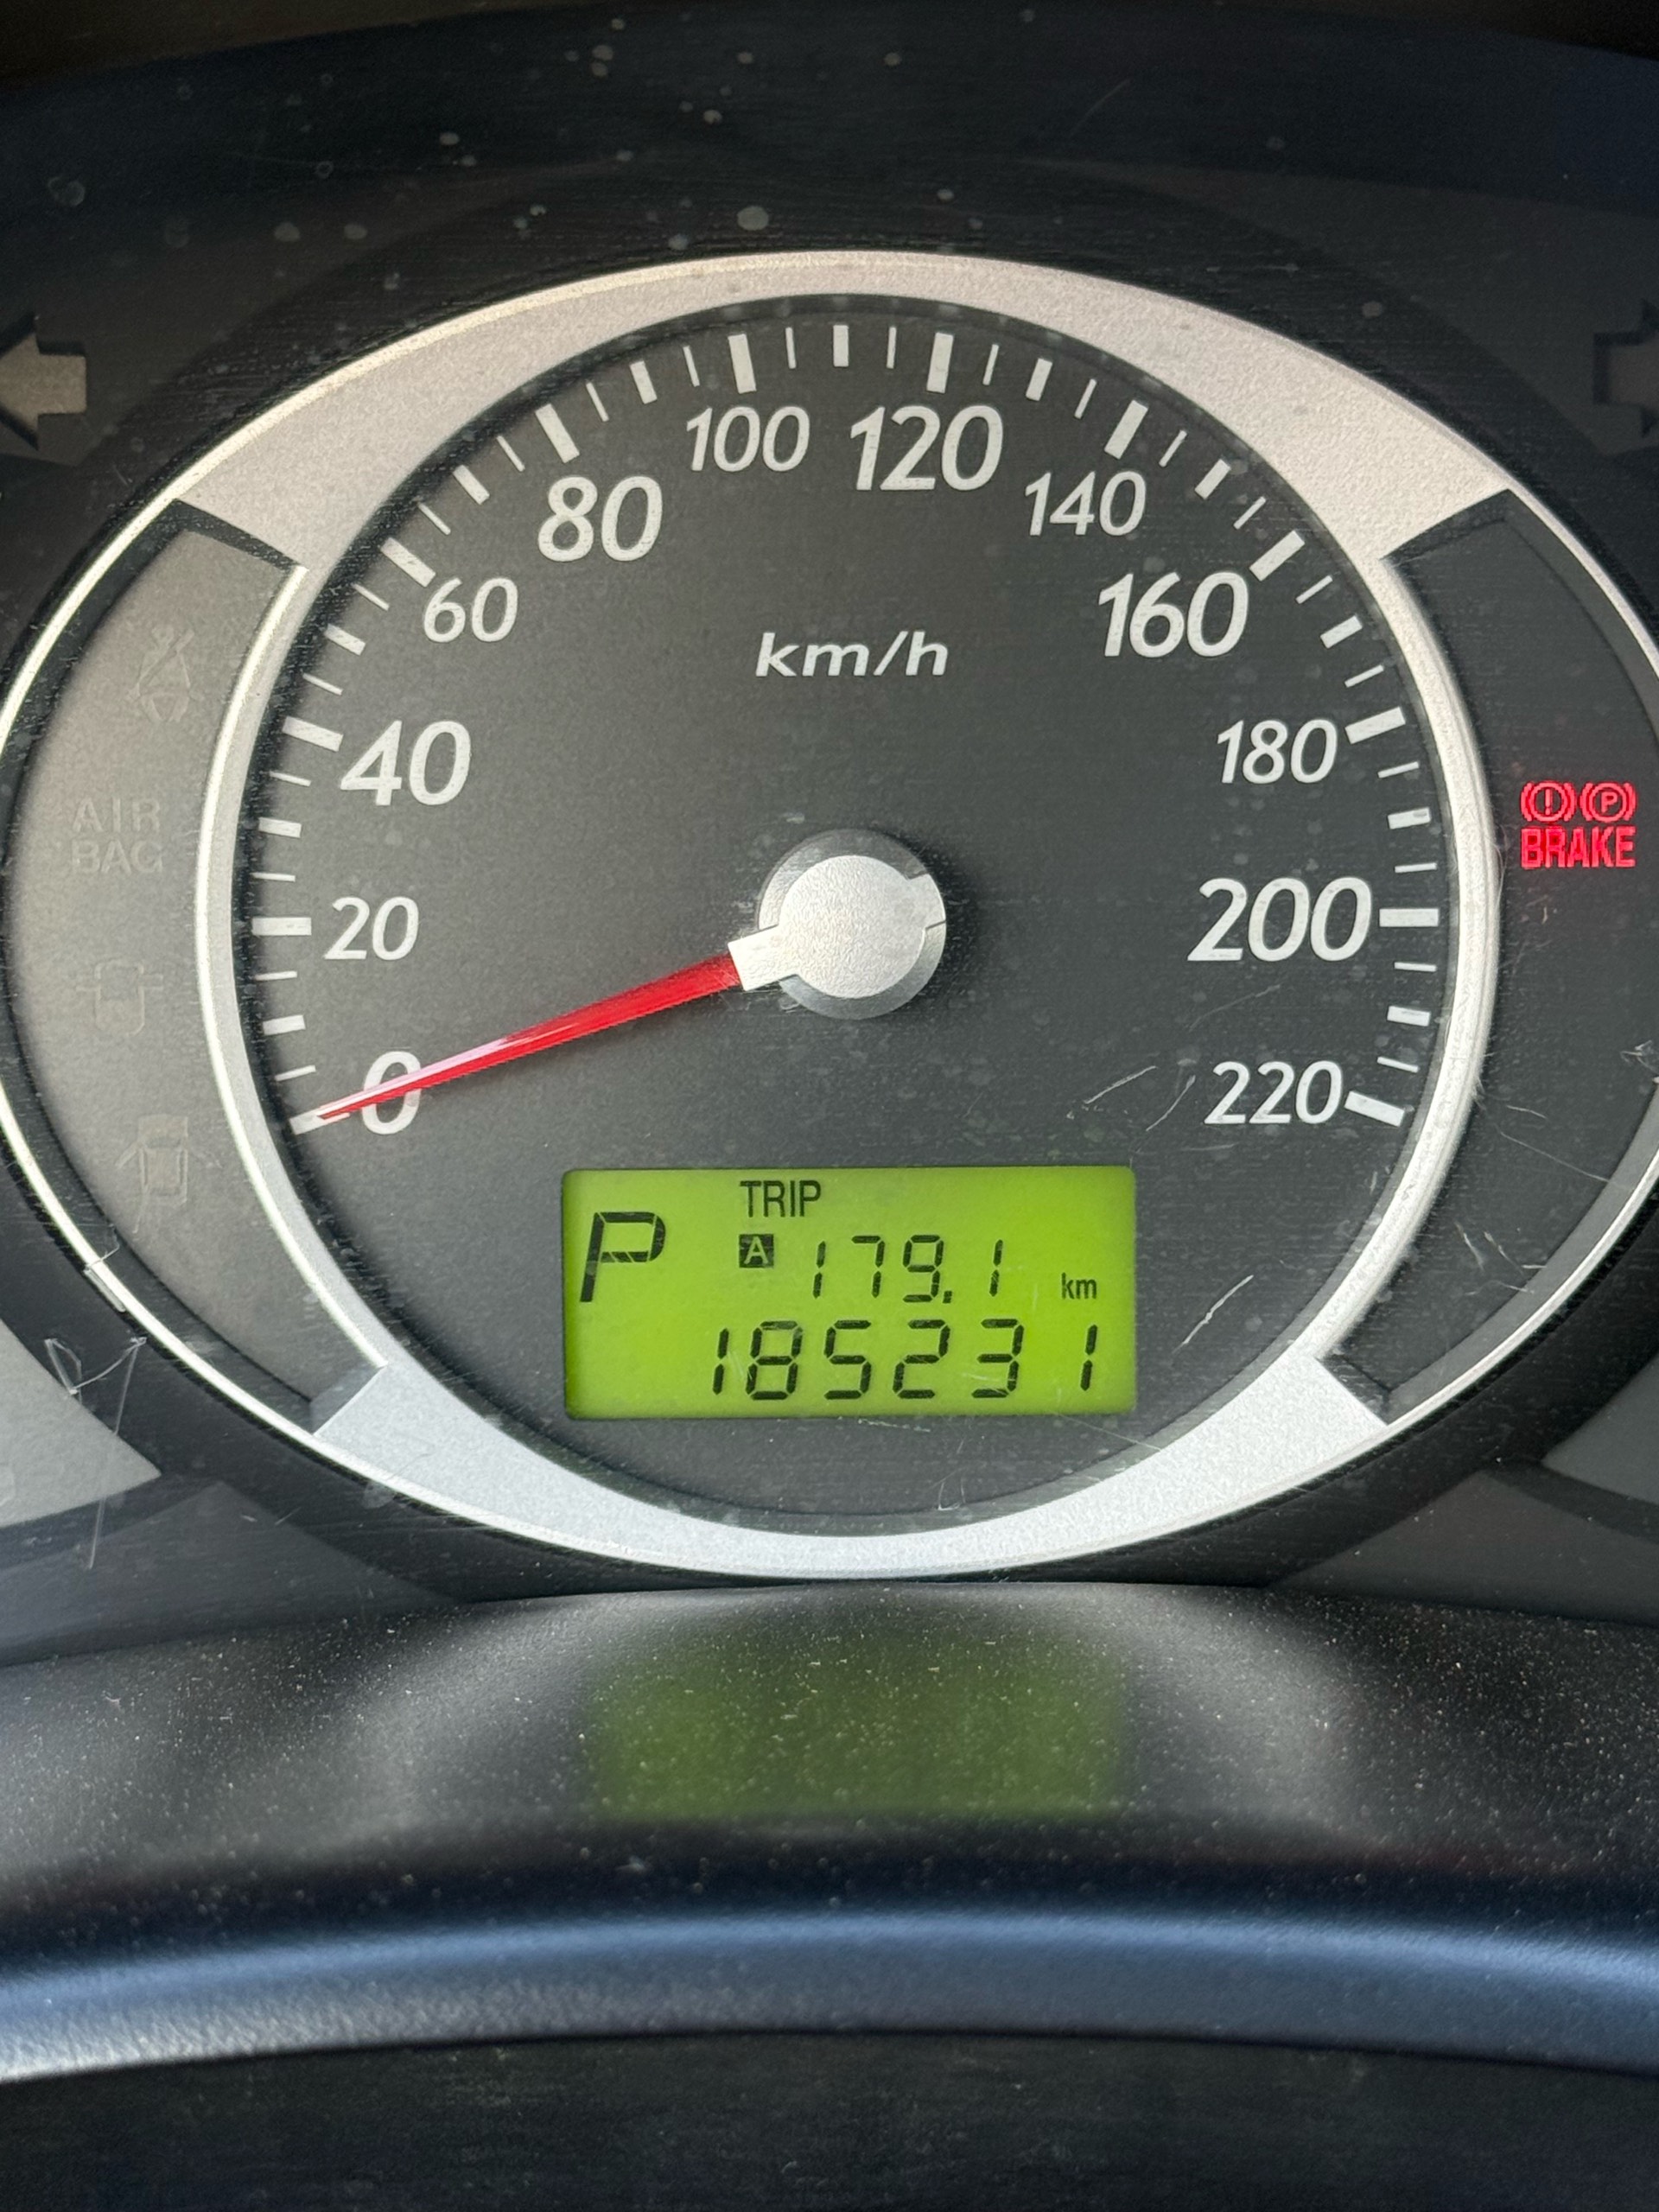 100 120
80 140
60 160
km/h
40 180
AIR
BAG
(!) (P)
BRAKE
20 200
0 220
TRIP
P A 179.1 km
185231